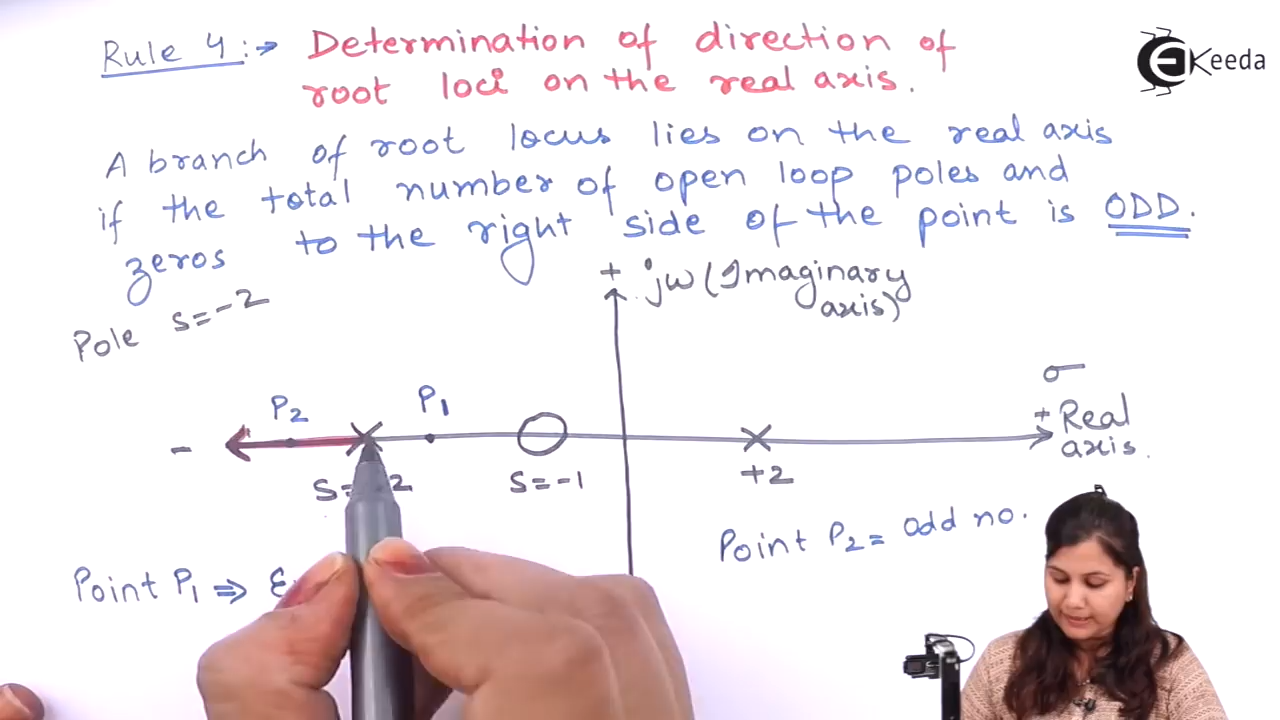 Rule 4 :→ Determination of direction of
root loci on the real axis.
EKeeda
A branch of root locus lies on the real axis
if the total number of open loop poles and
zeros to the right side of the point is ODD.
Pole s=-2
+ jω (Imaginary
axis)
σ
+ Real
axis.
P2
P1
-
s=-1
+2
Point P2 = odd no.
Point P1 ⇒